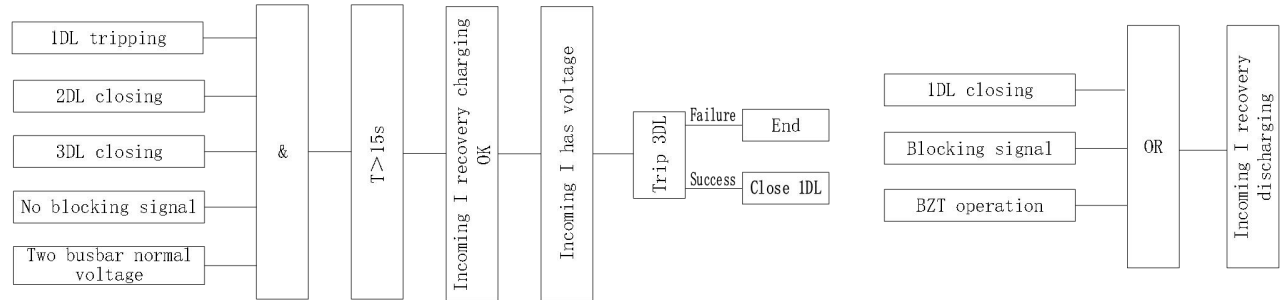 1DL tripping
2DL closing
3DL closing
No blocking signal
Two busbar normal
voltage
&
T＞15s
Incoming I recovery charging
OK
Incoming I has voltage
Trip 3DL
Failure
End
Success
Close 1DL
1DL closing
Blocking signal
BZT operation
OR
Incoming I recovery
discharging